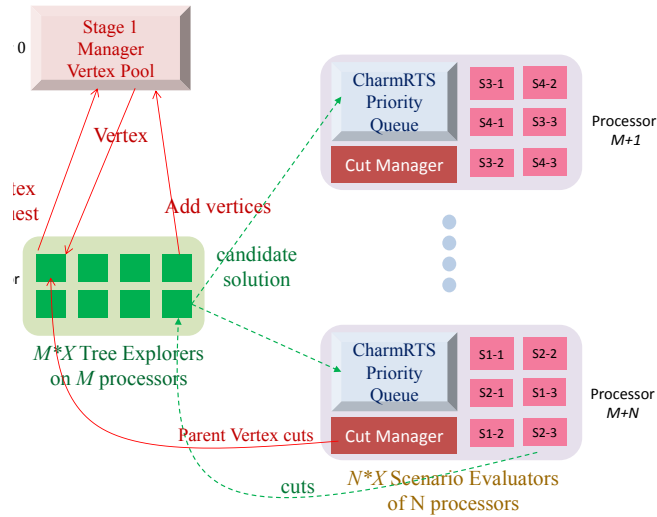 Stage 1
Manager
Vertex Pool
0
Vertex
Add vertices
candidate
solution
M*X Tree Explorers
on M processors
CharmRTS
Priority
Queue
Cut Manager
S3-1
S4-2
S4-1
S3-3
S3-2
S4-3
Processor
M+1
CharmRTS
Priority
Queue
Cut Manager
S1-1
S2-2
S2-1
S1-3
S1-2
S2-3
Processor
M+N
Parent Vertex cuts
cuts
N*X Scenario Evaluators
of N processors